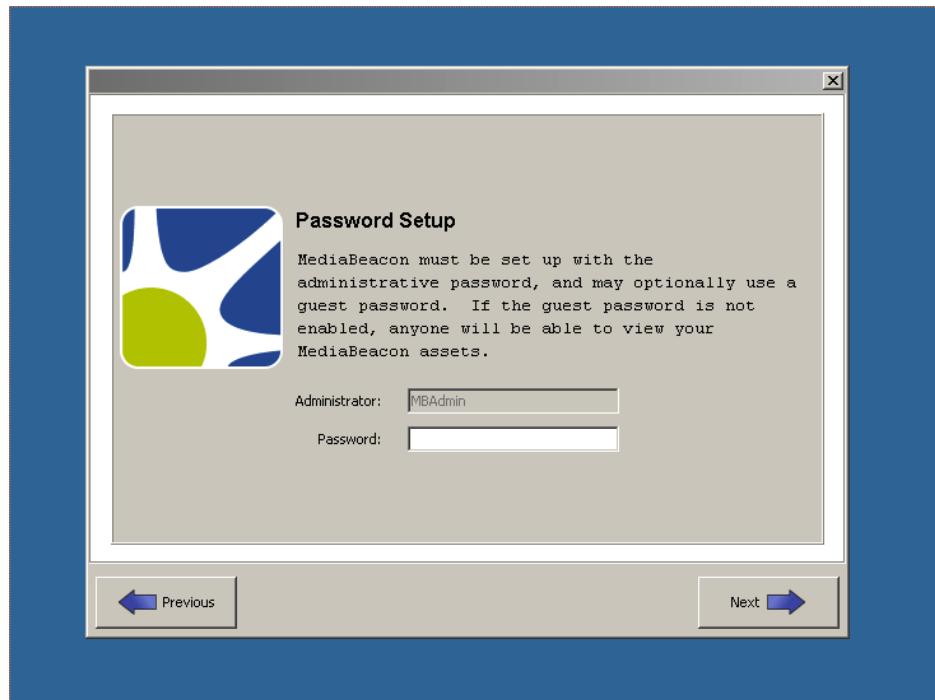 Password Setup
MediaBeacon must be set up with the
administrative password, and may optionally use a
guest password.  If the guest password is not
enabled, anyone will be able to view your
MediaBeacon assets.
Administrator: MBAdmin
Password:
Previous
Next